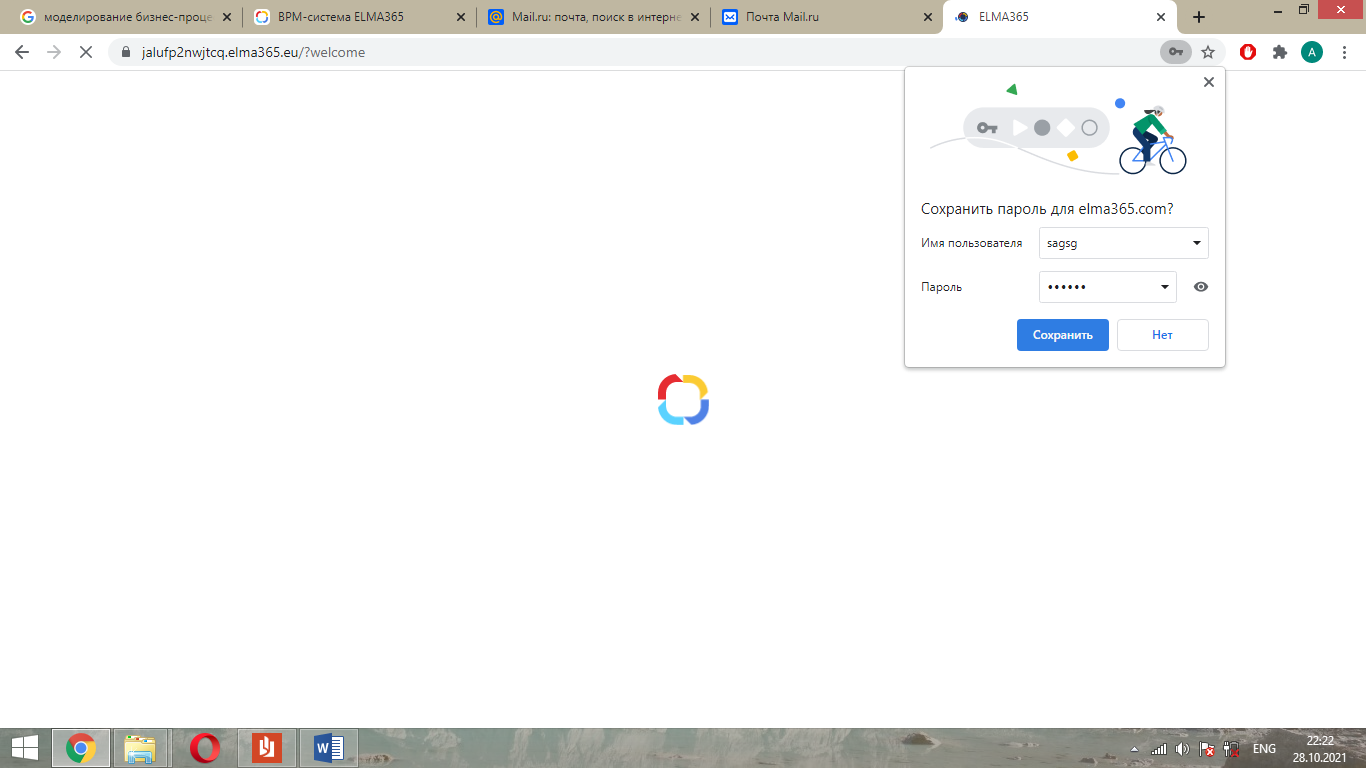 моделирование бизнес-проце
BPM-система ELMA365
Mail.ru: почта, поиск в интерне
Почта Mail.ru
ELMA365
jalufp2nwjtcq.elma365.eu/?welcome
A
Сохранить пароль для elma365.com?
Имя пользователя
sagsg
Пароль
••••••
Сохранить
Нет
ENG
22:22
28.10.2021